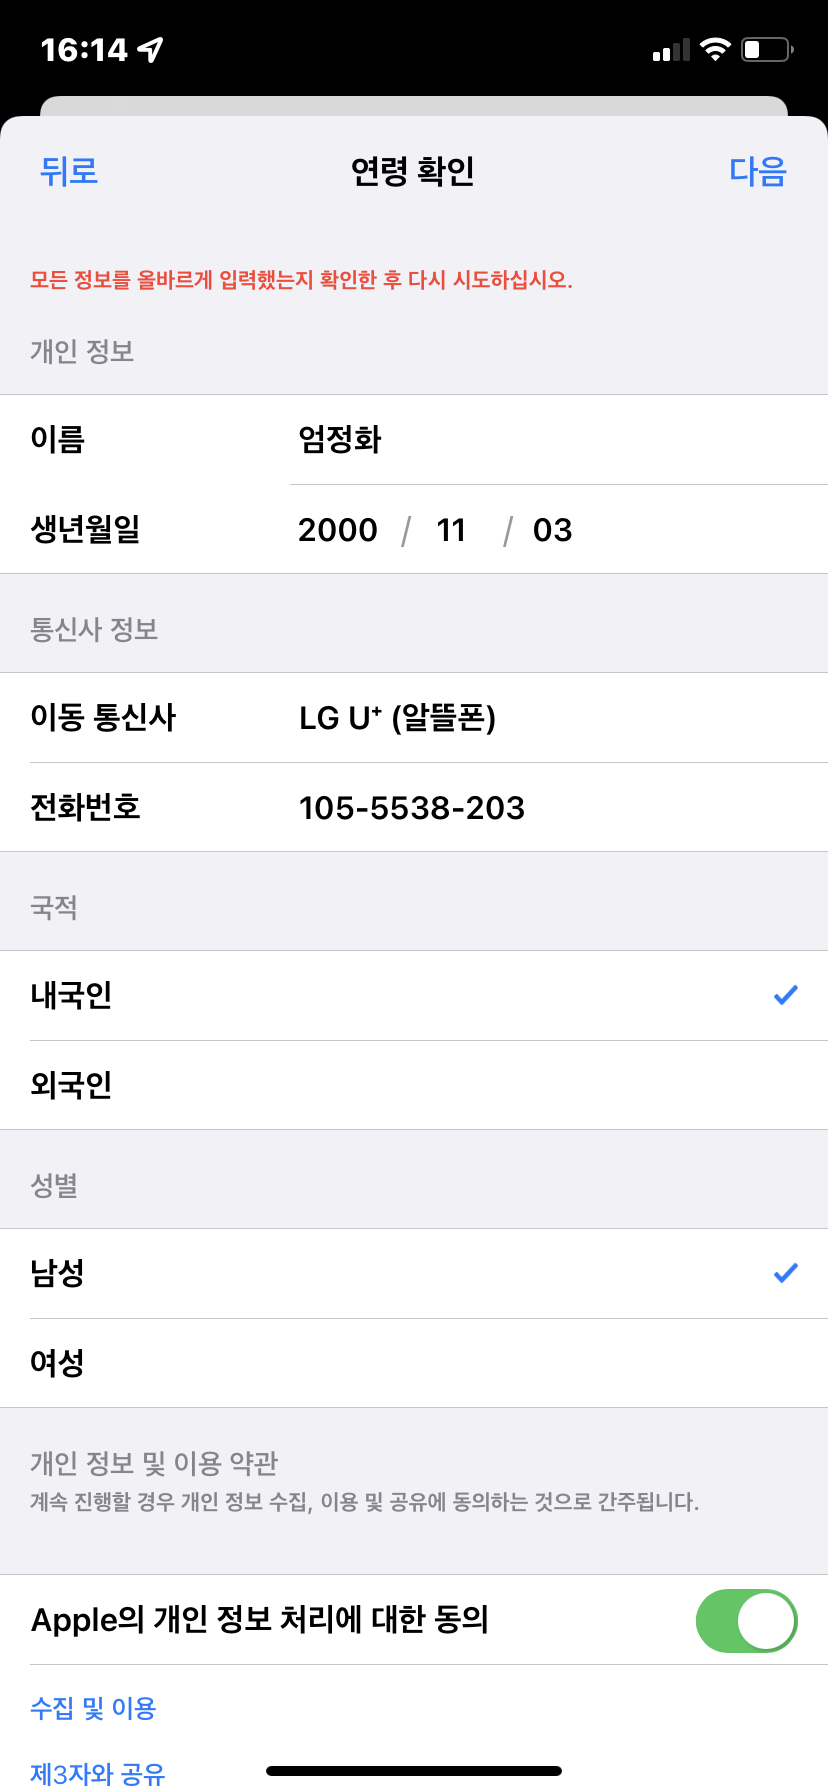 16:14
뒤로
연령 확인
다음
모든 정보를 올바르게 입력했는지 확인한 후 다시 시도하십시오.
개인 정보
이름 엄정화
생년월일 2000 / 11 / 03
통신사 정보
이동 통신사 LG U⁺ (알뜰폰)
전화번호 105-5538-203
국적
내국인
외국인
성별
남성
여성
개인 정보 및 이용 약관
계속 진행할 경우 개인 정보 수집, 이용 및 공유에 동의하는 것으로 간주됩니다.
Apple의 개인 정보 처리에 대한 동의
수집 및 이용
제3자와 공유